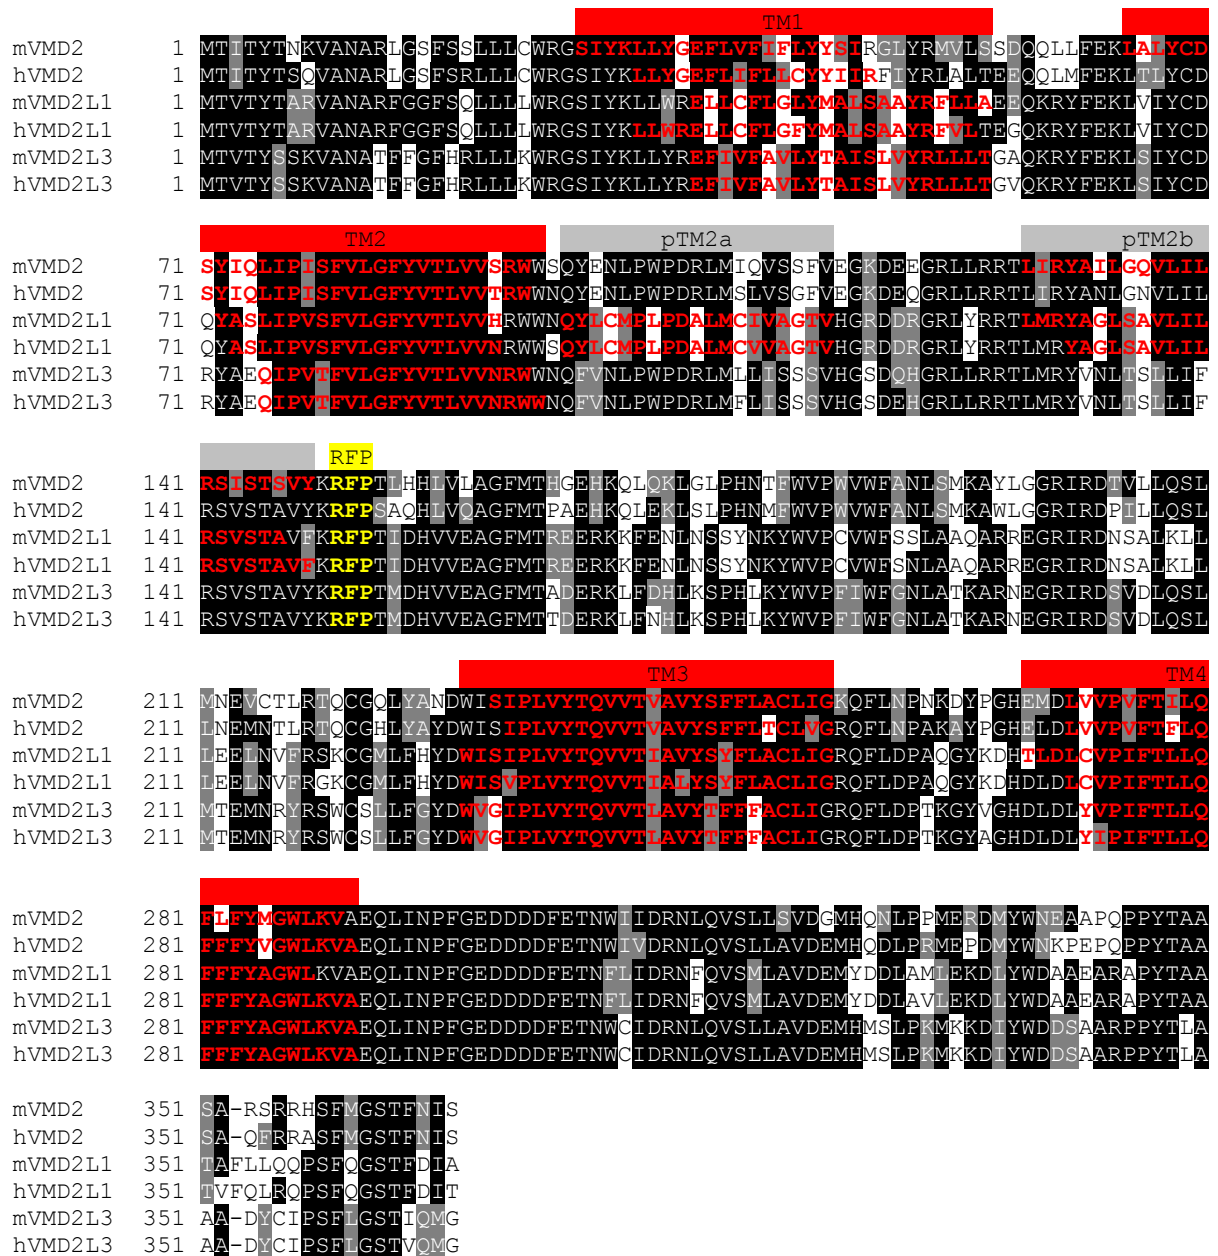 TM1
mVMD2 1 MTITYTNKVANARLGSFSSLLLCWRGSIYKLLYGEFLVFIFLYYSIRGLYRMVLSSDQQLLFEKLALYCD
hVMD2 1 MTITYTSQVANARLGSFSRLLLCWRGSIYKLLYGEFLIFLLCYYIIRFIYRLALTEEQQLMFEKLTLYCD
mVMD2L1 1 MTVTYTARVANARFGGFSQLLLLWRGSIYKLLWRELLCFLGLYMALSAAYRFLLAEEQKRYFEKLVIYCD
hVMD2L1 1 MTVTYTARVANARFGGFSQLLLLWRGSIYKLLWRELLCFLGFYMALSAAYRFVLTEGQKRYFEKLVIYCD
mVMD2L3 1 MTVTYSSKVANATFFGFHRLLLKWRGSIYKLLYREFIVFAVLYTAISLVYRLLLTGAQKRYFEKLSIYCD
hVMD2L3 1 MTVTYSSKVANATFFGFHRLLLKWRGSIYKLLYREFIVFAVLYTAISLVYRLLLTGVQKRYFEKLSIYCD
TM2 pTM2a pTM2b
mVMD2 71 SYIQLIPISFVLGFYVTLVVSRWWSQYENLPWPDRLMIQVSSFVEGKDEEGRLLRRTLIRYAILGQVLIL
hVMD2 71 SYIQLIPISFVLGFYVTLVVTRWWNQYENLPWPDRLMSLVSGFVEGKDEQGRLLRRTLIRYANLGNVLIL
mVMD2L1 71 QYASLIPVSFVLGFYVTLVVHRWWNQYLCMPLPDALMCIVAGTVHGRDDRGRLYRRTLMRYAGLSAVLIL
hVMD2L1 71 QYASLIPVSFVLGFYVTLVVNRWWSQYLCMPLPDALMCVVAGTVHGRDDRGRLYRRTLMRYAGLSAVLIL
mVMD2L3 71 RYAEQIPVTFVLGFYVTLVVNRWWNQFVNLPWPDRLMLLISSSVHGSDQHGRLLRRTLMRYVNLTSLLIF
hVMD2L3 71 RYAEQIPVTFVLGFYVTLVVNRWWNQFVNLPWPDRLMFLISSSVHGSDEHGRLLRRTLMRYVNLTSLLIF
RFP
mVMD2 141 RSISTSVYKRFPTLHHLVLAGFMTHGEHKQLQKLGLPHNTFWVPWVWFANLSMKAYLGGRIRDTVLLQSL
hVMD2 141 RSVSTAVYKRFPSAQHLVQAGFMTPAEHKQLEKLSLPHNMFWVPWVWFANLSMKAWLGGRIRDPILLQSL
mVMD2L1 141 RSVSTAVFKRFPTIDHVVEAGFMTREERKKFENLNSSYNKYWVPCVWFSSLAAQARREGRIRDNSALKLL
hVMD2L1 141 RSVSTAVFKRFPTIDHVVEAGFMTREERKKFENLNSSYNKYWVPCVWFSNLAAQARREGRIRDNSALKLL
mVMD2L3 141 RSVSTAVYKRFPTMDHVVEAGFMTADERKLFDHLKSPHLKYWVPFIWFGNLATKARNEGRIRDSVDLQSL
hVMD2L3 141 RSVSTAVYKRFPTMDHVVEAGFMTTDERKLFNHLKSPHLKYWVPFIWFGNLATKARNEGRIRDSVDLQSL
TM3 TM4
mVMD2 211 MNEVCTLRTQCGQLYANDWISIPLVYTQVVTVAVYSFFLACLIGKQFLNPNKDYPGHEMDLVVPVFTILQ
hVMD2 211 LNEMNTLRTQCGHLYAYDWISIPLVYTQVVTVAVYSFFLTCLVGRQFLNPAKAYPGHELDLVVPVFTFLQ
mVMD2L1 211 LEELNVFRSKCGMLFHYDWISIPLVYTQVVTIAVYSYFLACLIGRQFLDPAQGYKDHTLDLCVPIFTLLQ
hVMD2L1 211 LEELNVFRGKCGMLFHYDWISVPLVYTQVVTIALYSYFLACLIGRQFLDPAQGYKDHDLDLCVPIFTLLQ
mVMD2L3 211 MTEMNRYRSWCSLLFGYDWVGIPLVYTQVVTLAVYTFFFACLIGRQFLDPTKGYVGHDLDLYVPIFTLLQ
hVMD2L3 211 MTEMNRYRSWCSLLFGYDWVGIPLVYTQVVTLAVYTFFFACLIGRQFLDPTKGYAGHDLDLYIPIFTLLQ
mVMD2 281 FLFYMGWLKVAEQLINPFGEDDDDFETNWIIDRNLQVSLLSVDGMHQNLPPMERDMYWNEAAPQPPYTAA
hVMD2 281 FFFYVGWLKVAEQLINPFGEDDDDFETNWIVDRNLQVSLLAVDEMHQDLPRMEPDMYWNKPEPQPPYTAA
mVMD2L1 281 FFFYAGWLKVAEQLINPFGEDDDDFETNFLIDRNFQVSMLAVDEMYDDLAMLEKDLYWDAAEARAPYTAA
hVMD2L1 281 FFFYAGWLKVAEQLINPFGEDDDDFETNFLIDRNFQVSMLAVDEMYDDLAVLEKDLYWDAAEARAPYTAA
mVMD2L3 281 FFFYAGWLKVAEQLINPFGEDDDDFETNWCIDRNLQVSLLAVDEMHMSLPKMKKDIYWDDSAARPPYTLA
hVMD2L3 281 FFFYAGWLKVAEQLINPFGEDDDDFETNWCIDRNLQVSLLAVDEMHMSLPKMKKDIYWDDSAARPPYTLA
mVMD2 351 SA-RSRRHSFMGSTFNIS
hVMD2 351 SA-QFRRASFMGSTFNIS
mVMD2L1 351 TAFLLQQPSFQGSTFDIA
hVMD2L1 351 TVFQLRQPSFQGSTFDIT
mVMD2L3 351 AA-DYCIPSFLGSTIQMG
hVMD2L3 351 AA-DYCIPSFLGSTVQMG